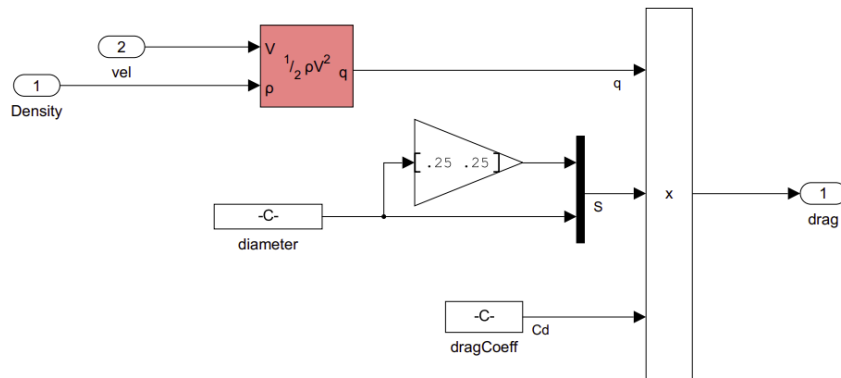 2
vel
1
Density
V
ρ
¹/₂ ρV²
q
q
[ .25 .25 ]
-C-
diameter
S
x
1
drag
-C-
dragCoeff
Cd